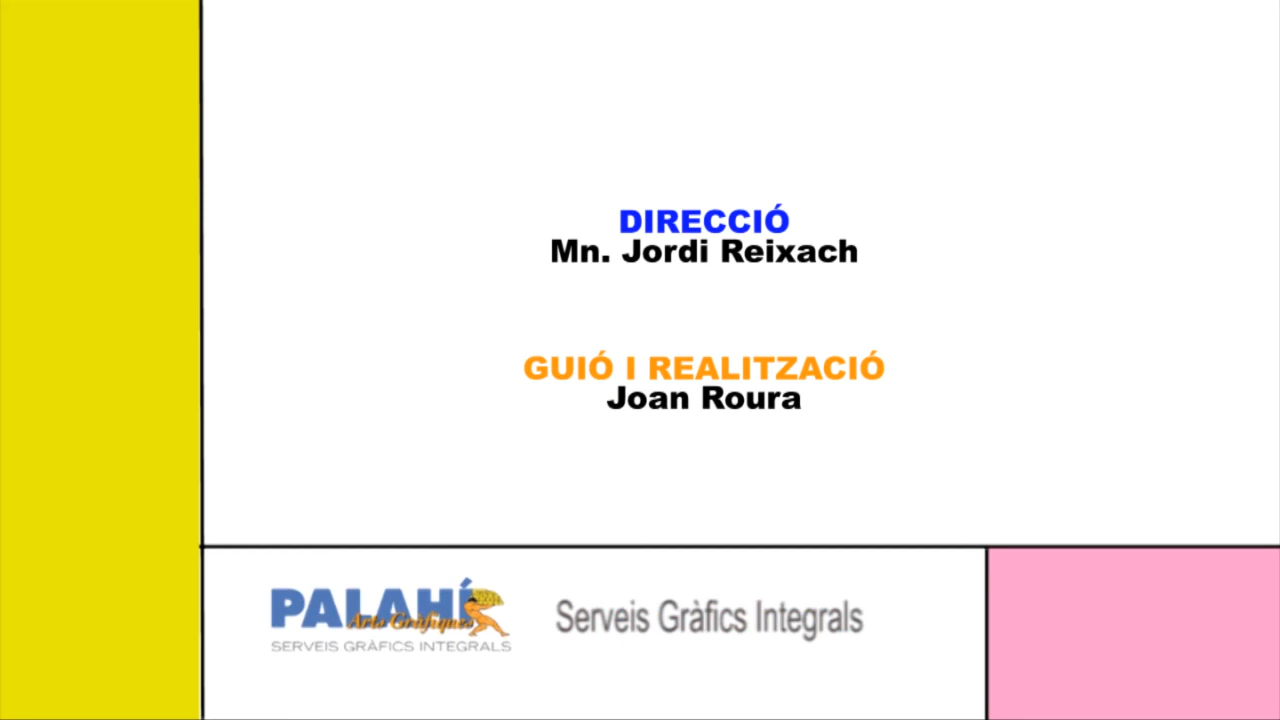 DIRECCIÓ
Mn. Jordi Reixach
GUIÓ I REALITZACIÓ
Joan Roura
PALAHÍ
Arts Gràfiques
SERVEIS GRÀFICS INTEGRALS
Serveis Gràfics Integrals